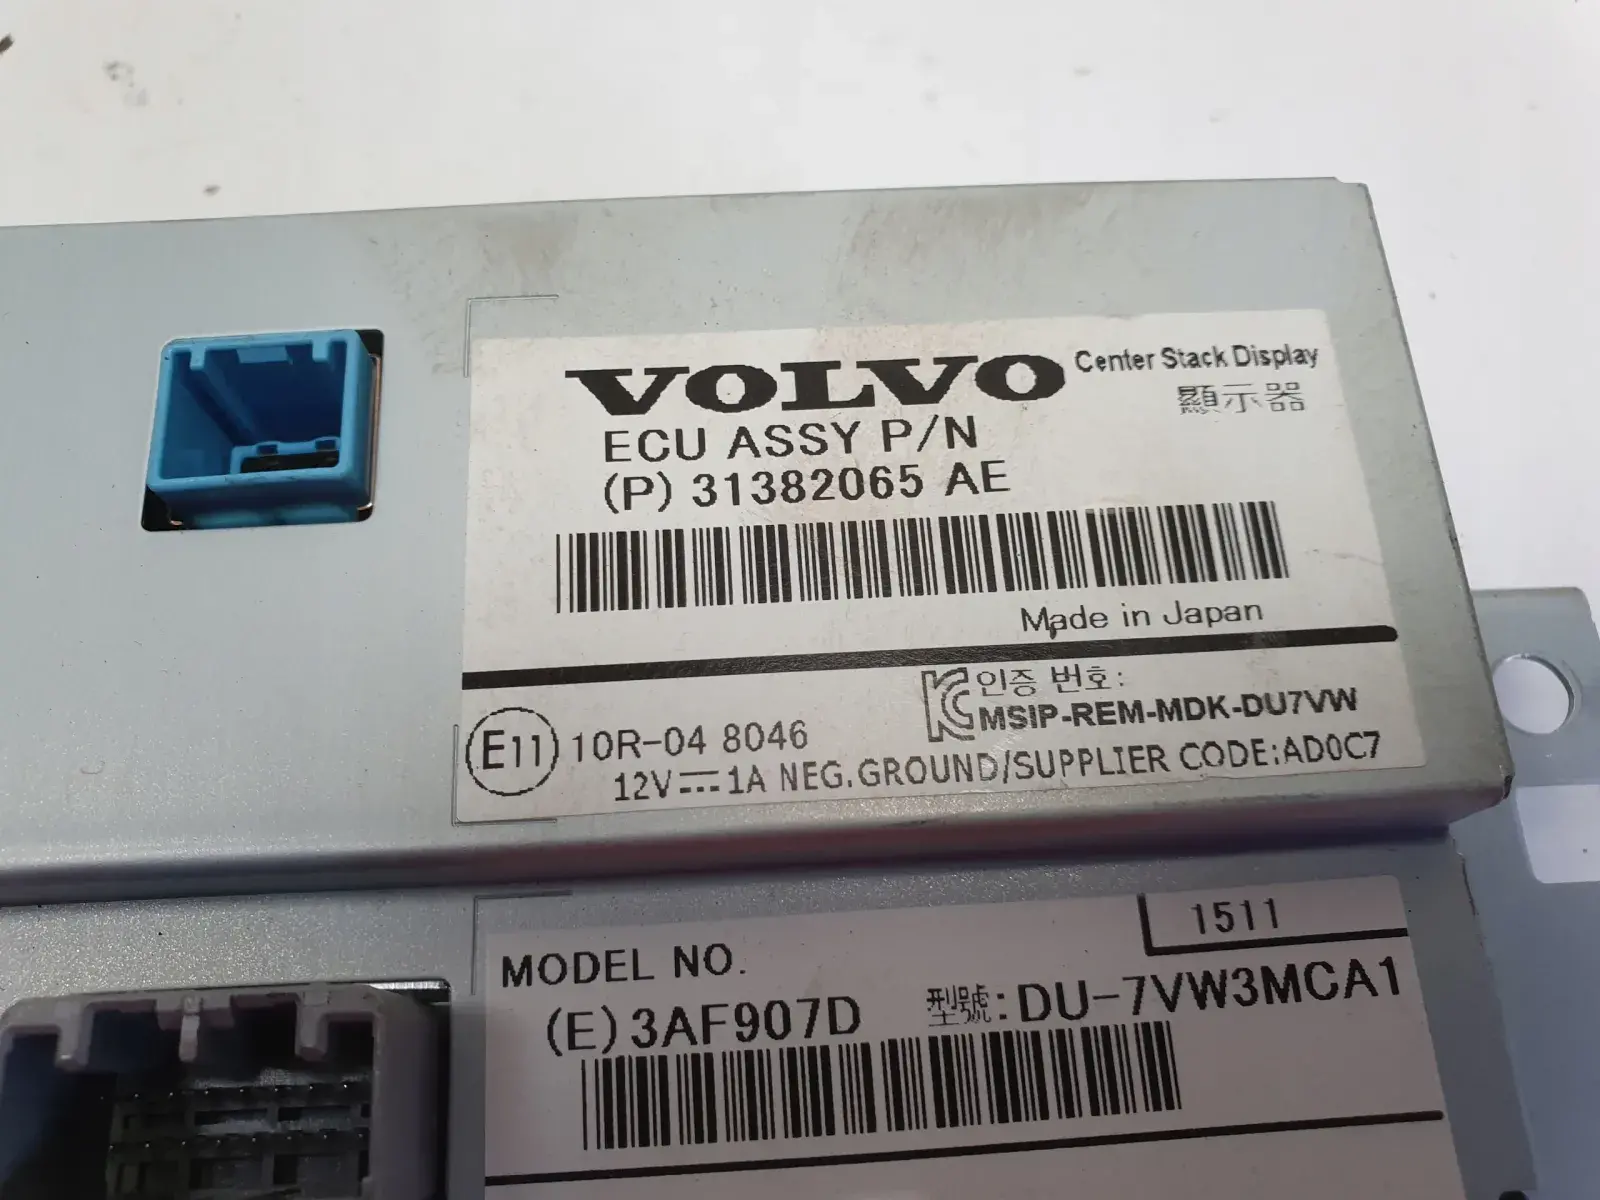 VOLVO Center Stack Display
顯示器
ECU ASSY P/N
(P) 31382065 AE
Made in Japan
인증 번호:
MSIP-REM-MDK-DU7VW
E11 10R-04 8046
12V⎓1A NEG.GROUND/SUPPLIER CODE:AD0C7
1511
MODEL NO.
(E) 3AF907D 型號:DU-7VW3MCA1